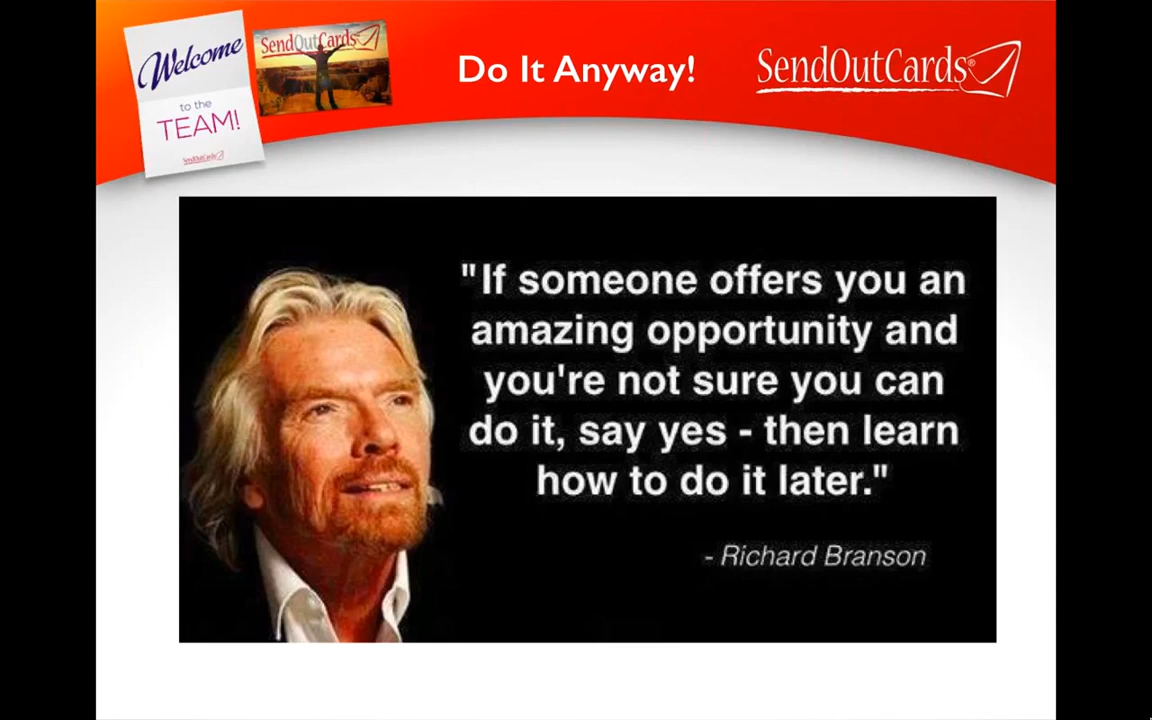 Welcome
to the
TEAM!
SendOutCards
SendOutCards
Do It Anyway!
SendOutCards®
"If someone offers you an
amazing opportunity and
you're not sure you can
do it, say yes - then learn
how to do it later."
- Richard Branson